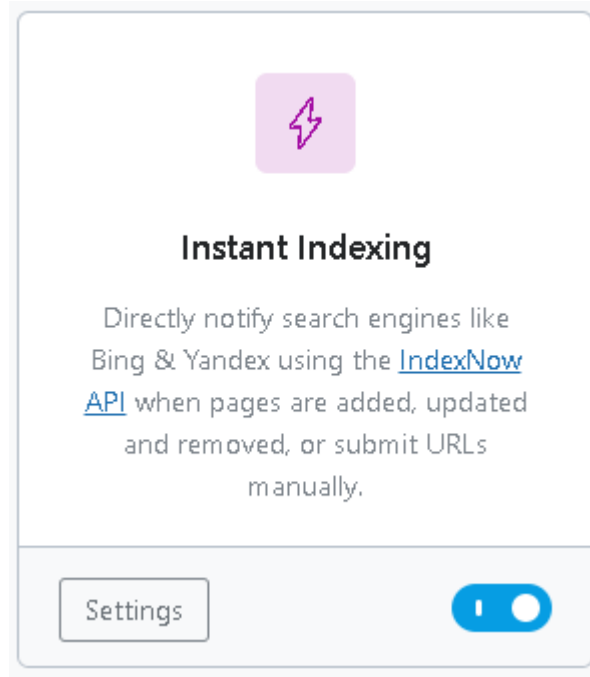 Instant Indexing
Directly notify search engines like
Bing & Yandex using the IndexNow
API when pages are added, updated
and removed, or submit URLs
manually.
Settings